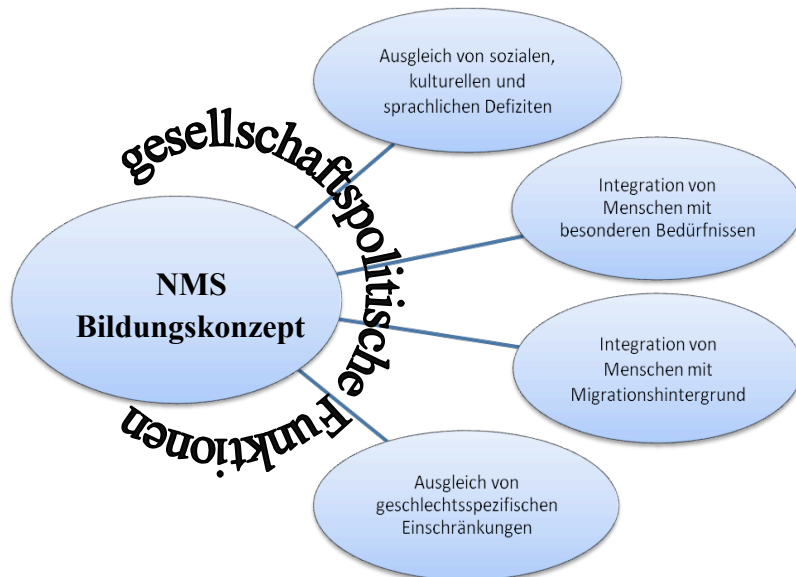 Ausgleich von sozialen,
kulturellen und
sprachlichen Defiziten
gesellschaftspolitische Funktionen
Integration von
Menschen mit
besonderen Bedürfnissen
NMS
Bildungskonzept
Integration von
Menschen mit
Migrationshintergrund
Ausgleich von
geschlechtsspezifischen
Einschränkungen